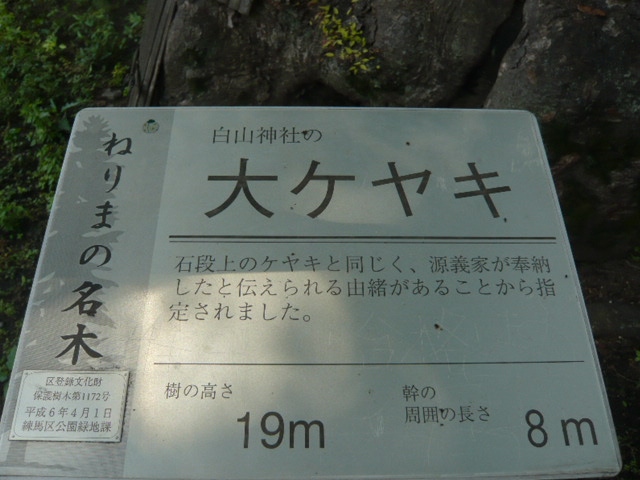 ねりまの名木
白山神社の
大ケヤキ
石段上のケヤキと同じく、源義家が奉納
したと伝えられる由緒があることから指
定されました。
樹の高さ
19m
幹の
周囲の長さ
8m
区登録文化財
保護樹木第1172号
平成6年4月1日
練馬区公園緑地課